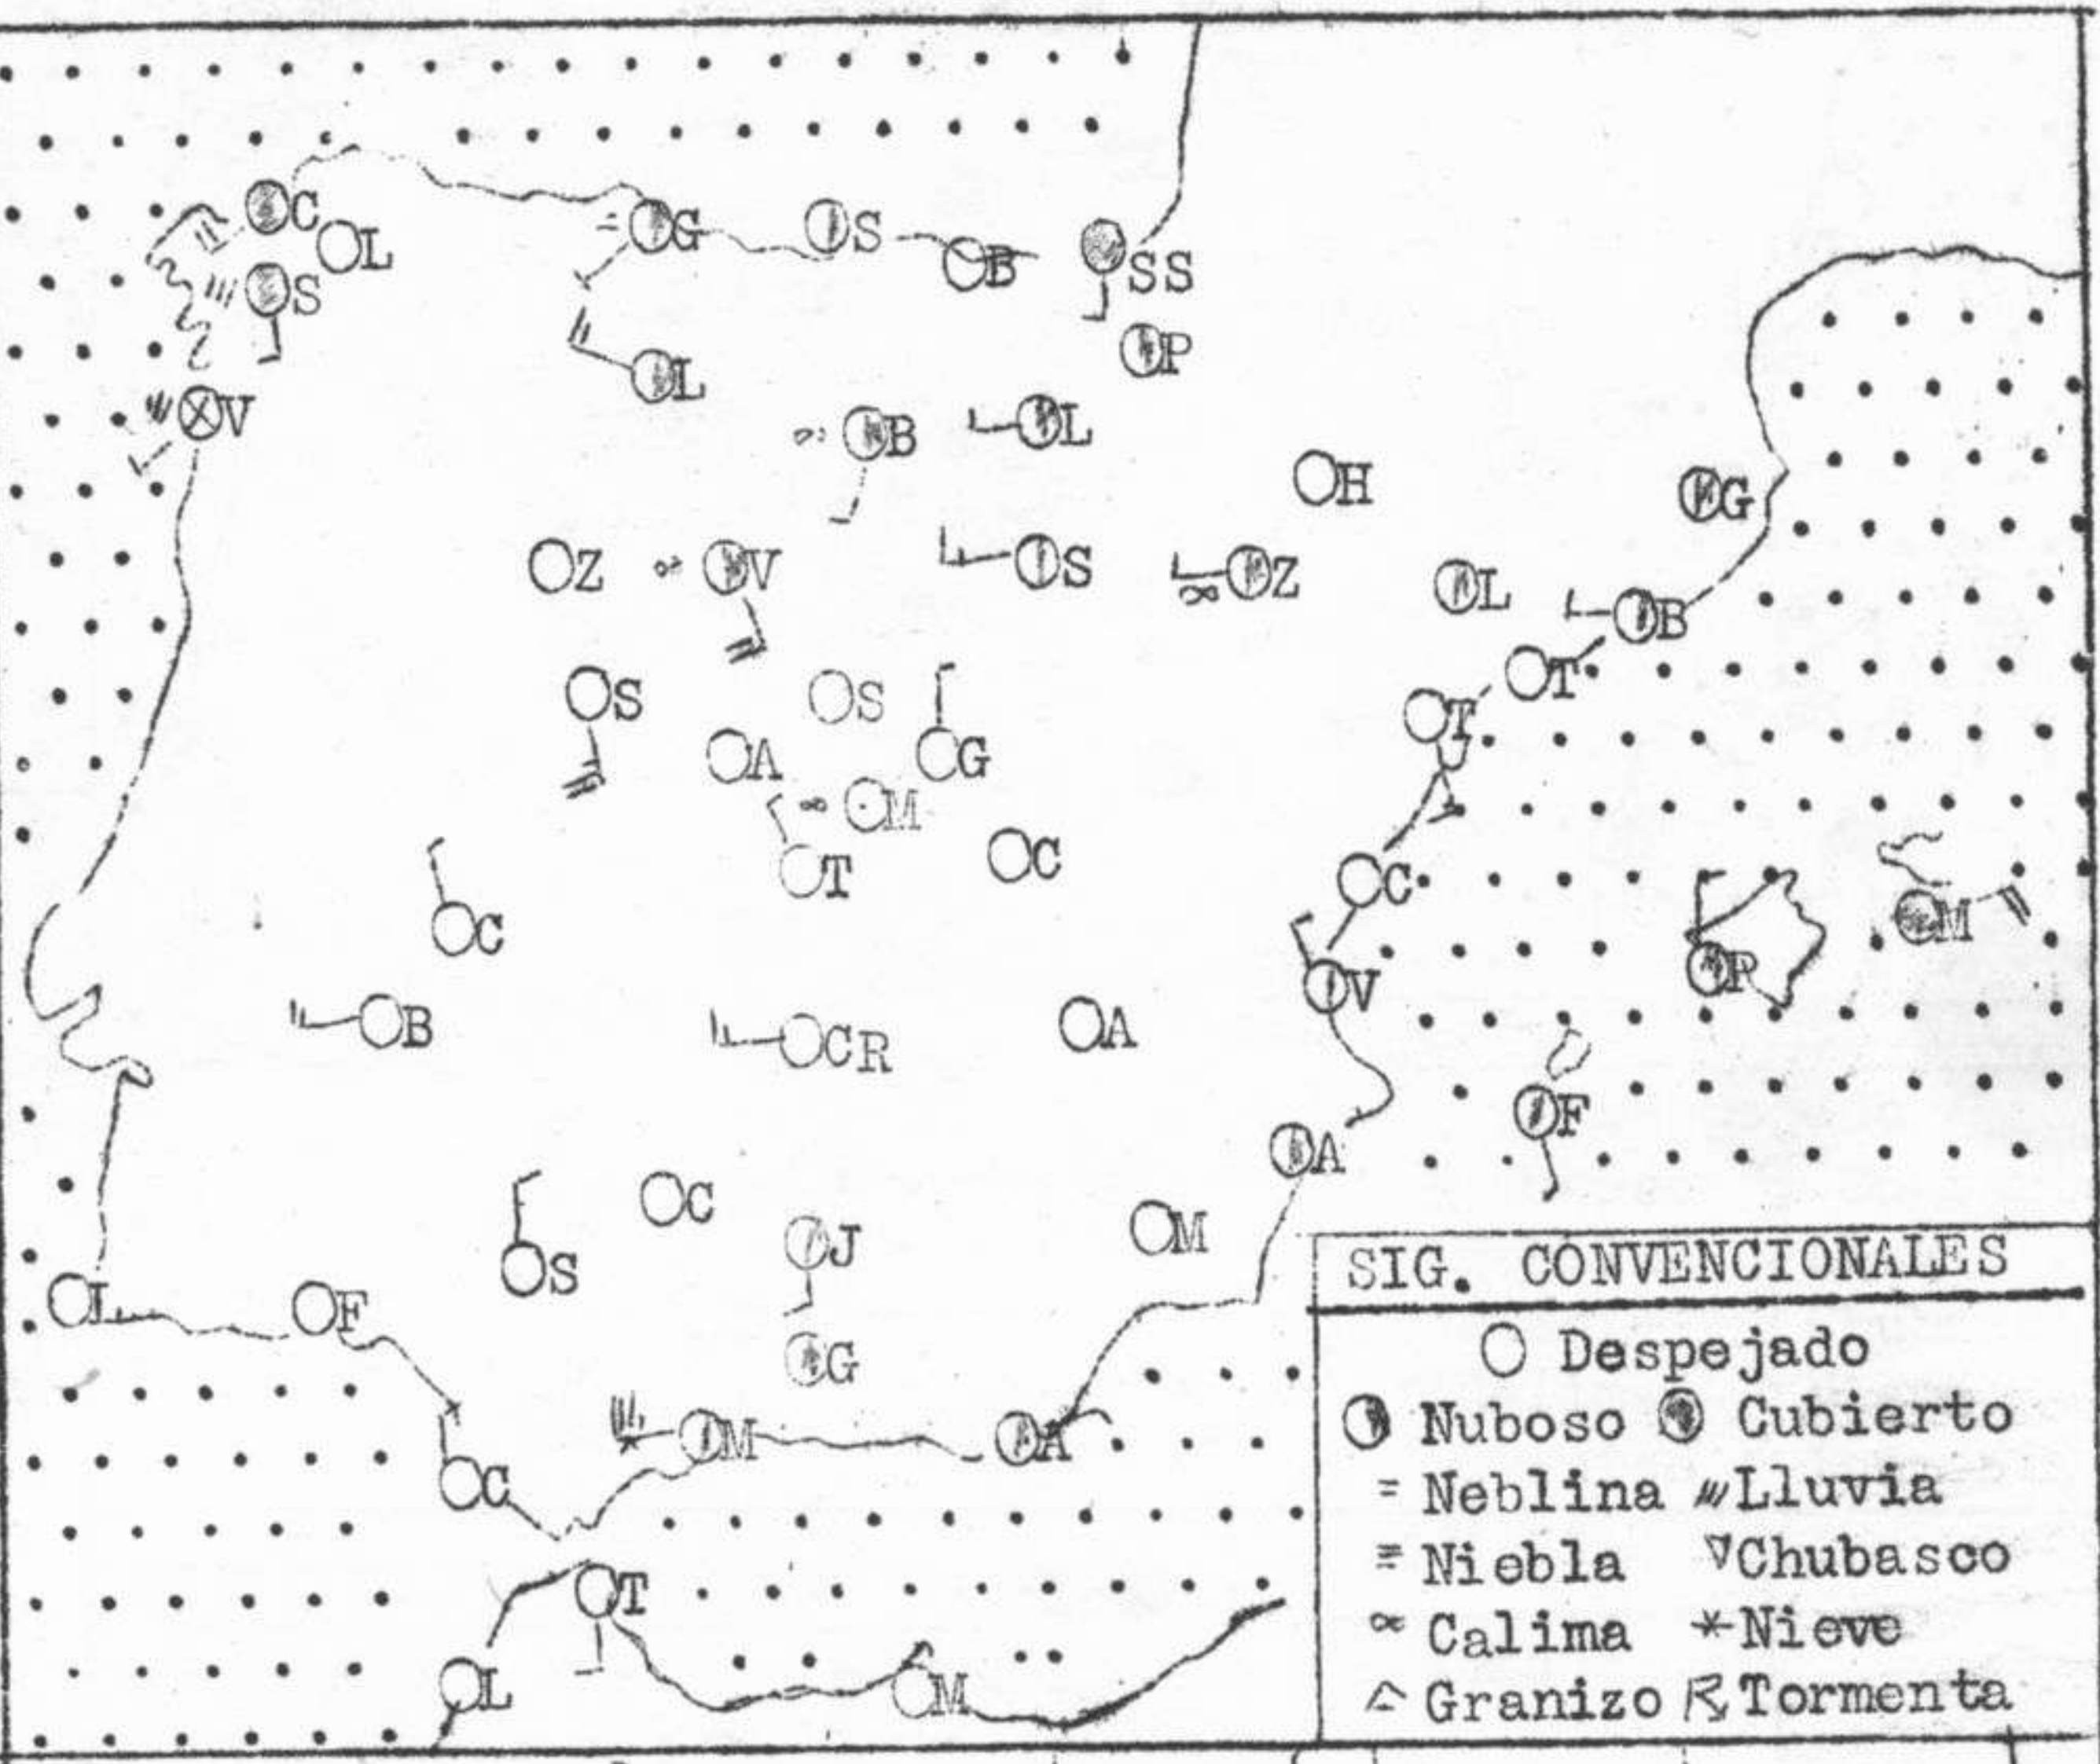 C
L
G
S
B
SS
S
P
L
V
B
L
H
G
Z
V
S
Z
L
B
S
S
T
T
A
G
M
T
C
C
C
M
V
P
B
CR
A
F
A
C
J
M
S
L
F
G
M
A
C
T
L
M
SIG. CONVENCIONALES
Despejado
Nuboso Cubierto
= Neblina Lluvia
≡ Niebla ▽Chubasco
∞ Calima *Nieve
△ Granizo Tormenta